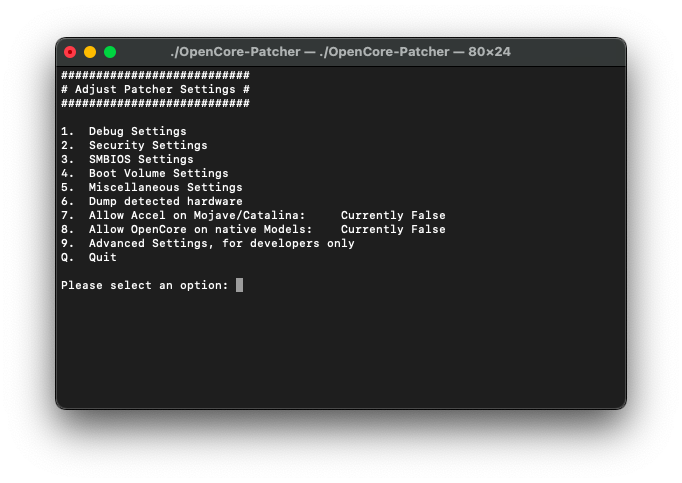 ./OpenCore-Patcher — ./OpenCore-Patcher — 80×24
###########################
# Adjust Patcher Settings #
###########################
1.  Debug Settings
2.  Security Settings
3.  SMBIOS Settings
4.  Boot Volume Settings
5.  Miscellaneous Settings
6.  Dump detected hardware
7.  Allow Accel on Mojave/Catalina:     Currently False
8.  Allow OpenCore on native Models:    Currently False
9.  Advanced Settings, for developers only
Q.  Quit
Please select an option: